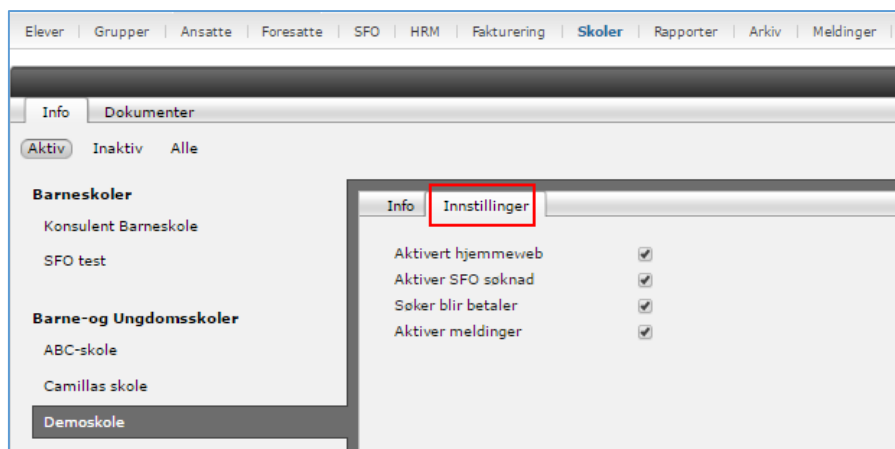 Elever | Grupper | Ansatte | Foresatte | SFO | HRM | Fakturering | Skoler | Rapporter | Arkiv | Meldinger |
Info Dokumenter
Aktiv Inaktiv Alle
Barneskoler
Konsulent Barneskole
SFO test
Barne-og Ungdomsskoler
ABC-skole
Camillas skole
Demoskole
Info Innstillinger
Aktivert hjemmeweb
Aktiver SFO søknad
Søker blir betaler
Aktiver meldinger